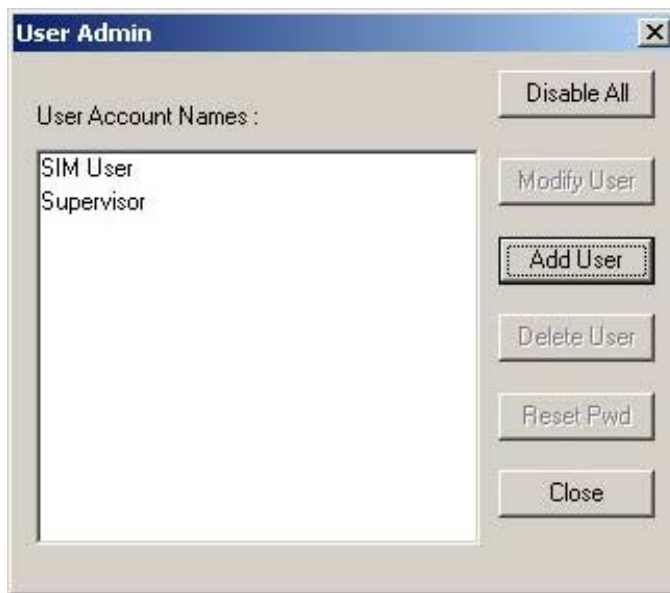 User Admin
User Account Names :
SIM User
Supervisor
Disable All
Modify User
Add User
Delete User
Reset Pwd
Close